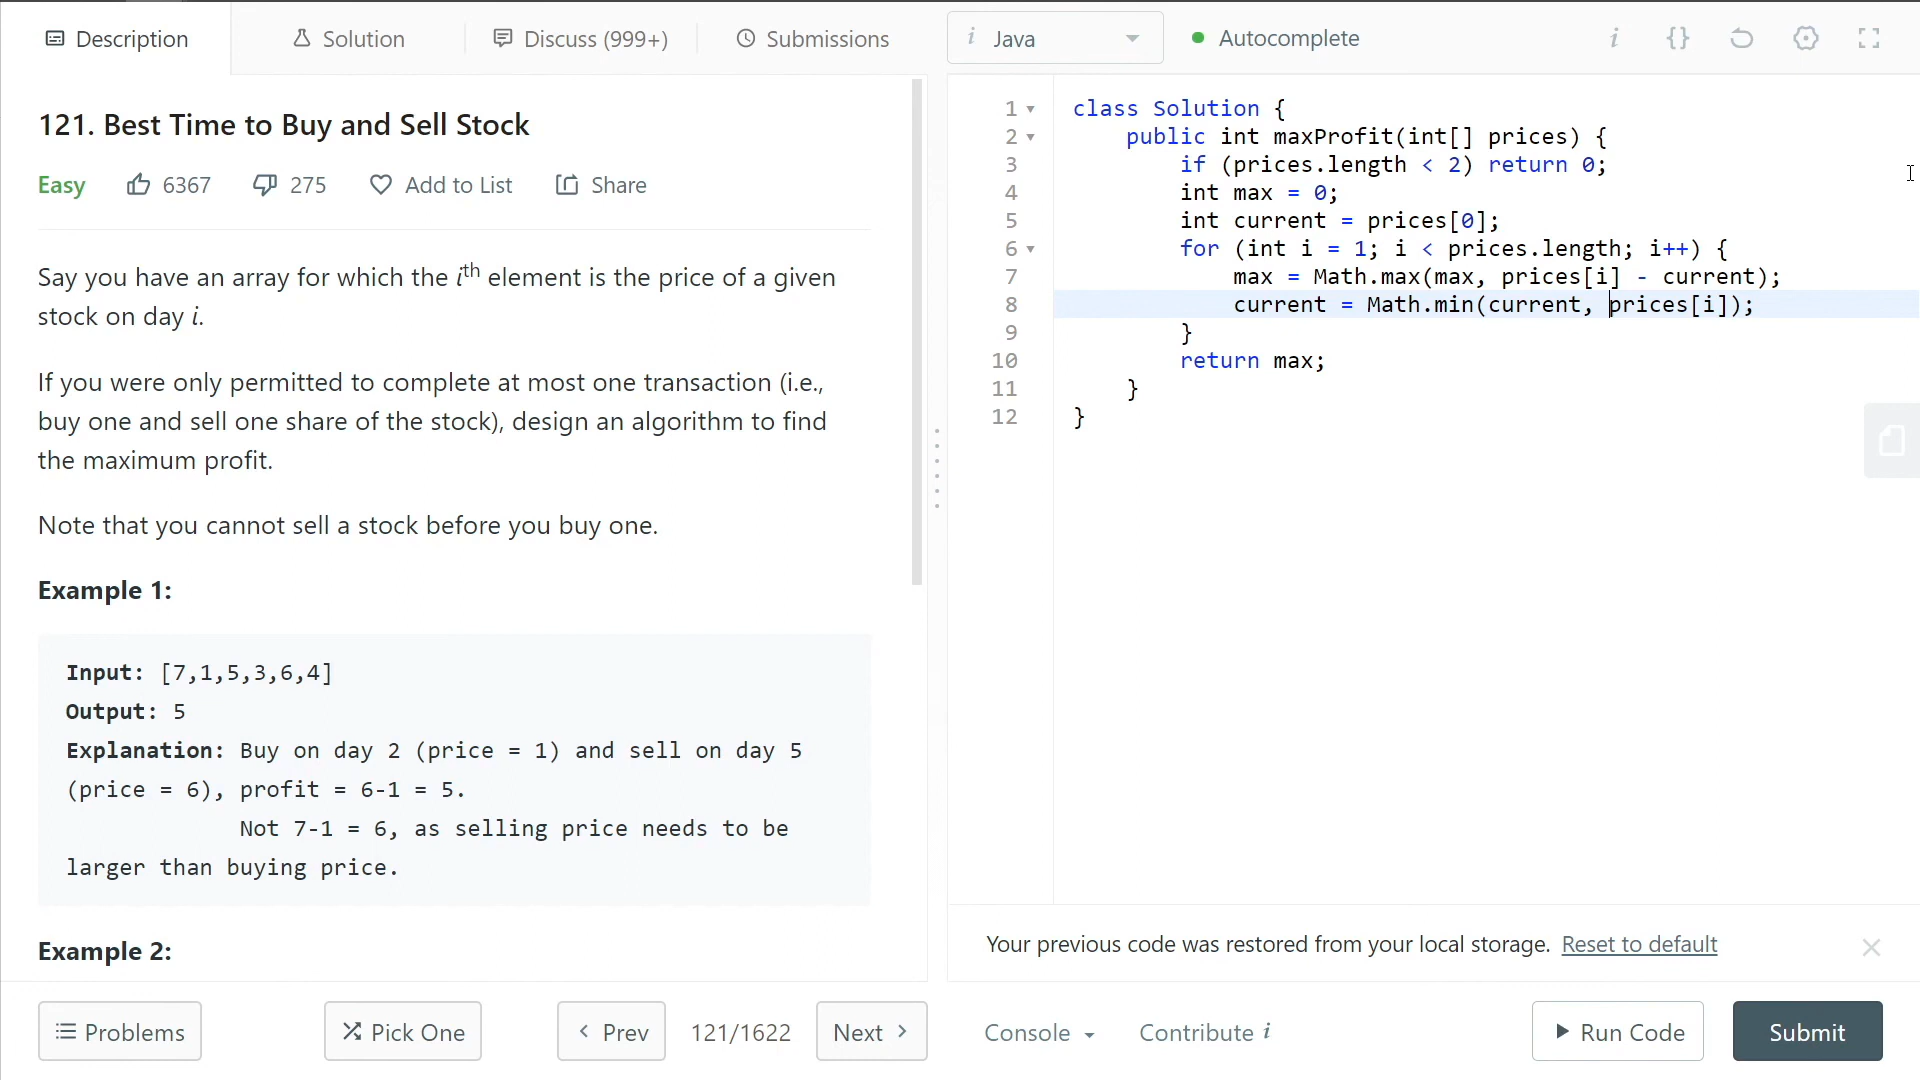 Description
Solution
Discuss (999+)
Submissions
i Java
Autocomplete
i {}
121. Best Time to Buy and Sell Stock
Easy 6367 275 Add to List Share
Say you have an array for which the ith element is the price of a given
stock on day i.
If you were only permitted to complete at most one transaction (i.e.,
buy one and sell one share of the stock), design an algorithm to find
the maximum profit.
Note that you cannot sell a stock before you buy one.
Example 1:
Input: [7,1,5,3,6,4]
Output: 5
Explanation: Buy on day 2 (price = 1) and sell on day 5
(price = 6), profit = 6-1 = 5.
Not 7-1 = 6, as selling price needs to be
larger than buying price.
Example 2:
1 class Solution {
2 public int maxProfit(int[] prices) {
3 if (prices.length < 2) return 0;
4 int max = 0;
5 int current = prices[0];
6 for (int i = 1; i < prices.length; i++) {
7 max = Math.max(max, prices[i] - current);
8 current = Math.min(current, prices[i]);
9 }
10 return max;
11 }
12 }
Your previous code was restored from your local storage. Reset to default
Problems
Pick One
< Prev
121/1622
Next >
Console
Contribute i
Run Code
Submit